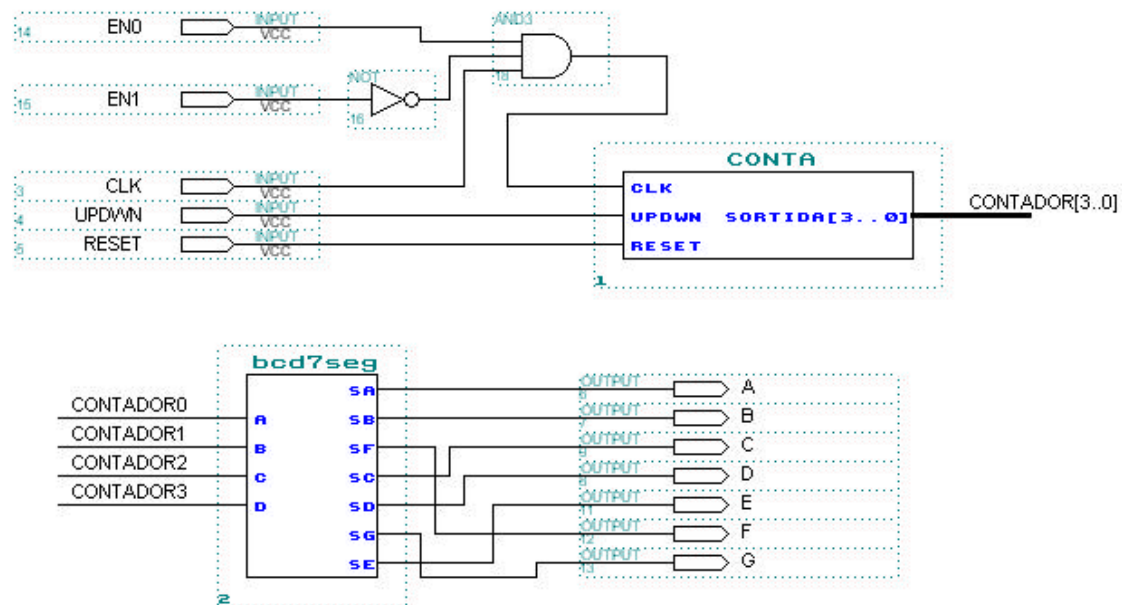 AND3
14 EN0 INPUT
VCC
18
NOT
15 EN1 INPUT
VCC
16
CONTA
3 CLK INPUT
VCC
4 UPDWN INPUT
VCC
5 RESET INPUT
VCC
CLK
UPDWN SORTIDA[3..0]
RESET
1
CONTADOR[3..0]
bcd7seg
CONTADOR0
CONTADOR1
CONTADOR2
CONTADOR3
A
B
C
D
SA
SB
SF
SC
SD
SG
SE
2
OUTPUT A
6
OUTPUT B
7
OUTPUT C
9
OUTPUT D
8
OUTPUT E
11
OUTPUT F
12
OUTPUT G
13